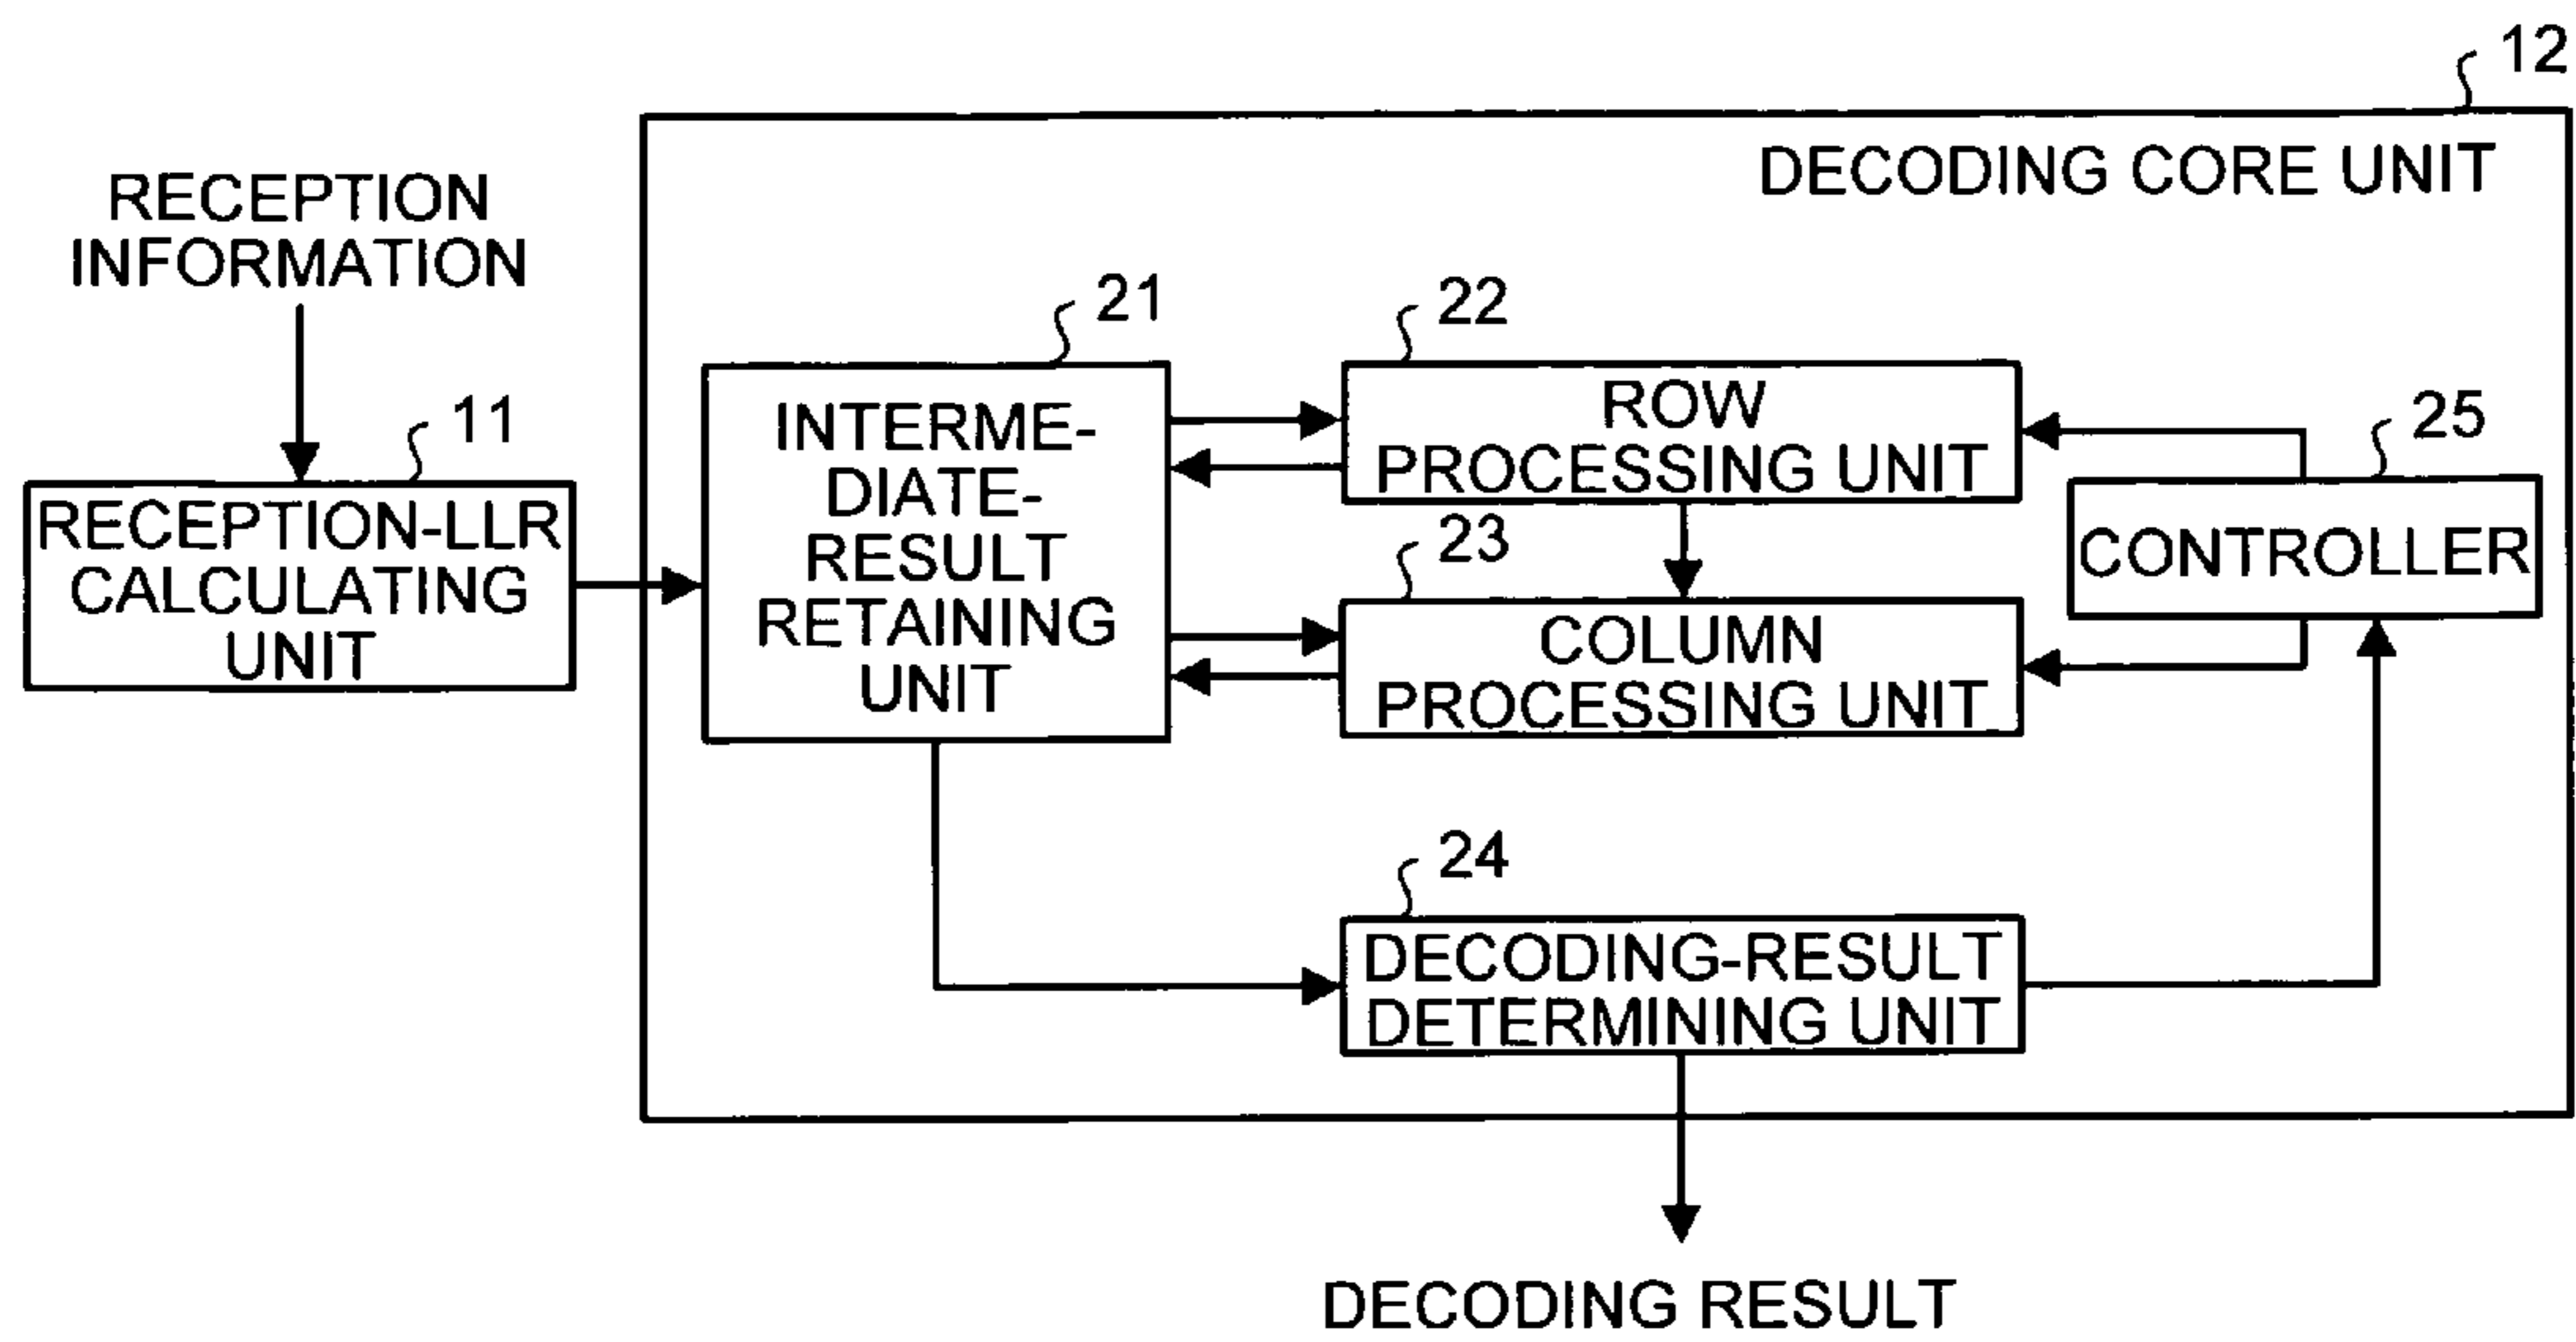 12
DECODING CORE UNIT
RECEPTION
INFORMATION
11
RECEPTION-LLR
CALCULATING
UNIT
21
INTERME-
DIATE-
RESULT
RETAINING
UNIT
22
ROW
PROCESSING UNIT
23
COLUMN
PROCESSING UNIT
25
CONTROLLER
24
DECODING-RESULT
DETERMINING UNIT
DECODING RESULT